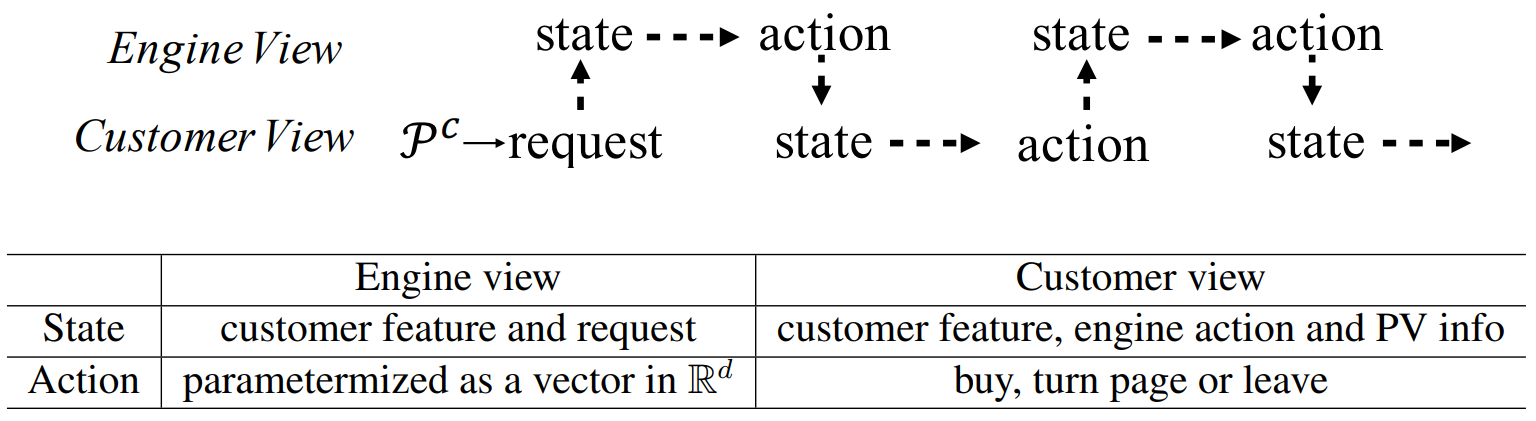 Engine View state action state action
Customer View 𝒫ᶜ request state action state
Engine view Customer view
State customer feature and request customer feature, engine action and PV info
Action parametermized as a vector in ℝᵈ buy, turn page or leave